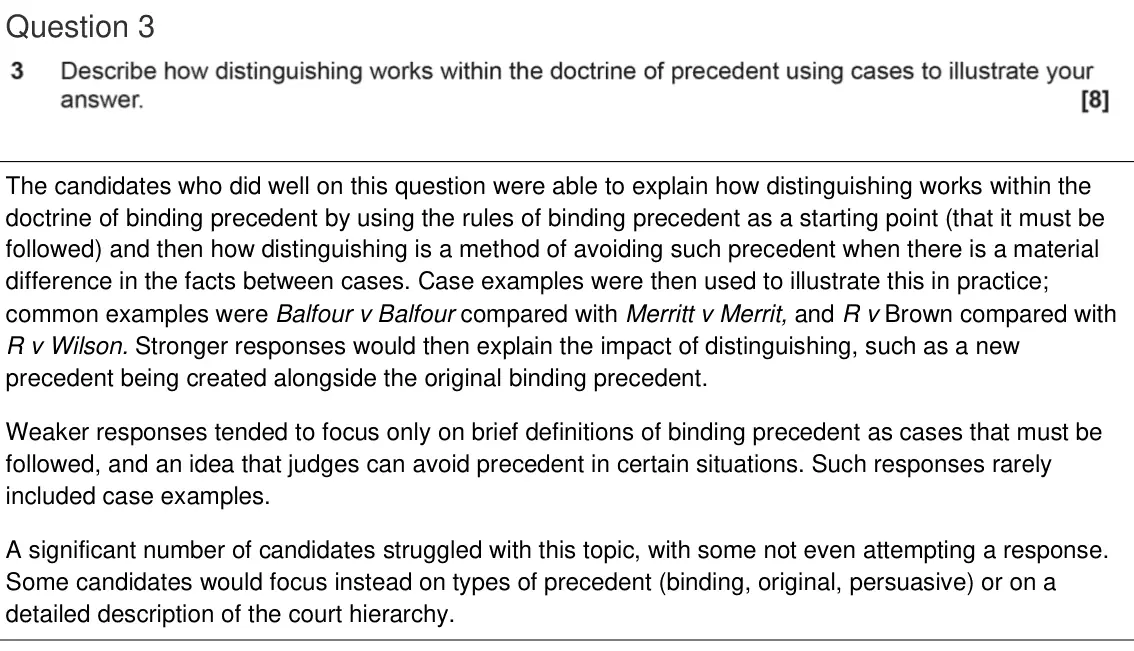 Question 3
3 Describe how distinguishing works within the doctrine of precedent using cases to illustrate your
answer. [8]
The candidates who did well on this question were able to explain how distinguishing works within the
doctrine of binding precedent by using the rules of binding precedent as a starting point (that it must be
followed) and then how distinguishing is a method of avoiding such precedent when there is a material
difference in the facts between cases. Case examples were then used to illustrate this in practice;
common examples were Balfour v Balfour compared with Merritt v Merrit, and R v Brown compared with
R v Wilson. Stronger responses would then explain the impact of distinguishing, such as a new
precedent being created alongside the original binding precedent.
Weaker responses tended to focus only on brief definitions of binding precedent as cases that must be
followed, and an idea that judges can avoid precedent in certain situations. Such responses rarely
included case examples.
A significant number of candidates struggled with this topic, with some not even attempting a response.
Some candidates would focus instead on types of precedent (binding, original, persuasive) or on a
detailed description of the court hierarchy.